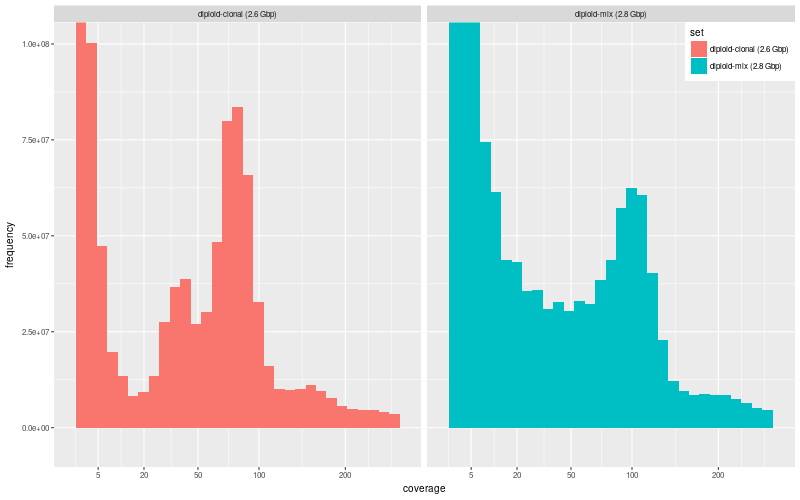 diploid-clonal (2.6 Gbp)
diploid-mix (2.8 Gbp)
set
diploid-clonal (2.6 Gbp)
diploid-mix (2.8 Gbp)
1.0e+08
7.5e+07
5.0e+07
2.5e+07
0.0e+00
frequency
5 20 50 100 200
5 20 50 100 200
coverage